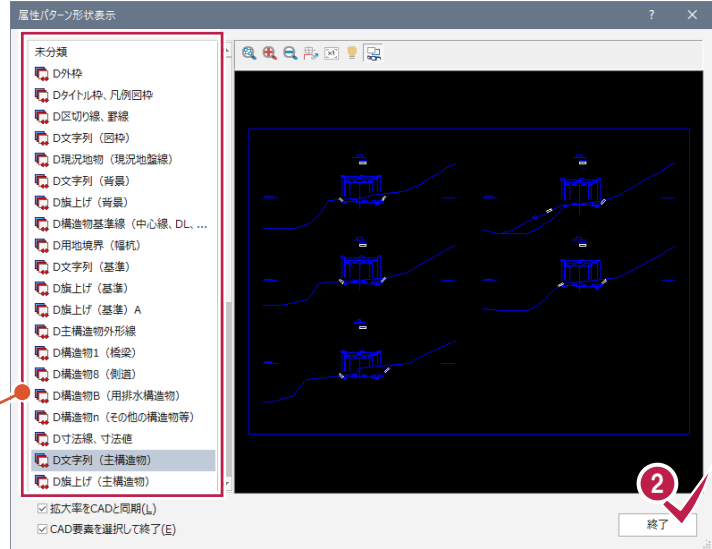 属性パターン形状表示
未分類
D外枠
Dタイトル枠、凡例図枠
D区切り線、罫線
D文字列（図枠）
D現況地物（現況地盤線）
D文字列（背景）
D旗上げ（背景）
D構造物基準線（中心線、DL、...
D用地境界（幅杭）
D文字列（基準）
D旗上げ（基準）
D旗上げ（基準）A
D主構造物外形線
D構造物1（橋梁）
D構造物8（側道）
D構造物B（用排水構造物）
D構造物n（その他の構造物等）
D寸法線、寸法値
D文字列（主構造物）
D旗上げ（主構造物）
拡大率をCADと同期(L)
CAD要素を選択して終了(E)
2
終了